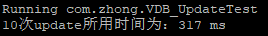 Running com.zhong.VDB_UpdateTest
10次update所用时间为：317 ms